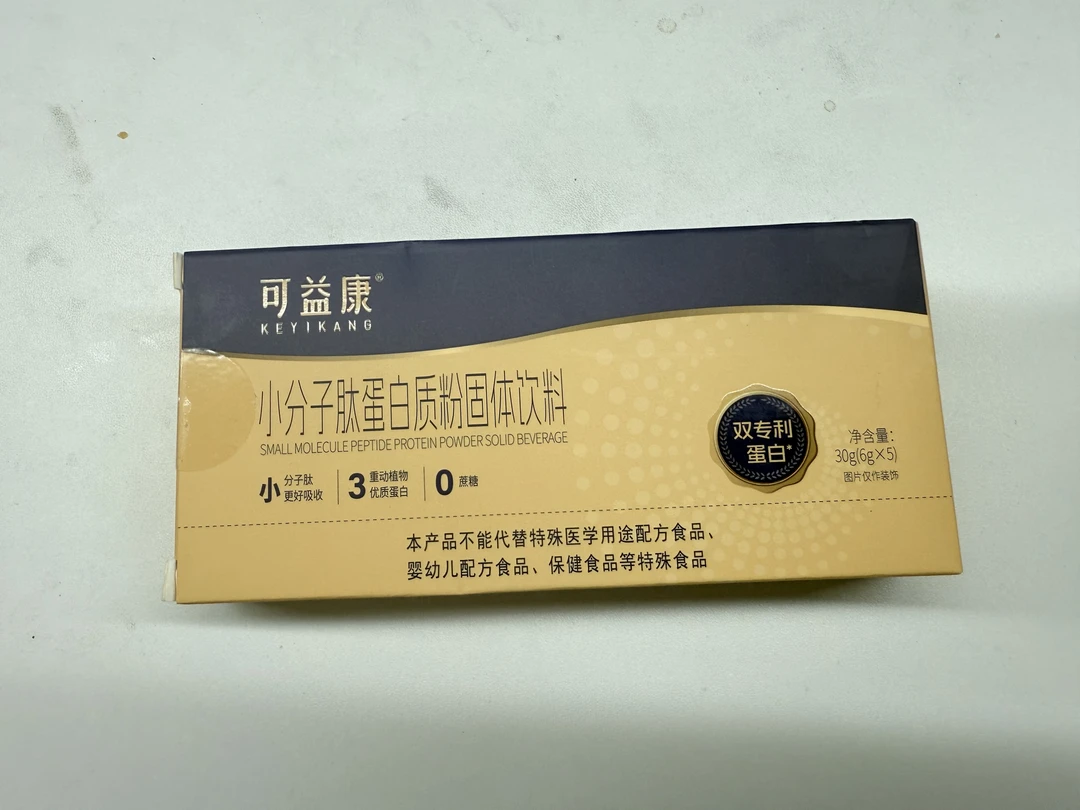 可益康®
KEYIKANG
小分子肽蛋白质粉固体饮料
SMALL MOLECULE PEPTIDE PROTEIN POWDER SOLID BEVERAGE
小 分子肽
更好吸收
3 重动植物
优质蛋白
0 蔗糖
双专利
蛋白*
净含量:
30g(6g×5)
图片仅作装饰
本产品不能代替特殊医学用途配方食品、
婴幼儿配方食品、保健食品等特殊食品